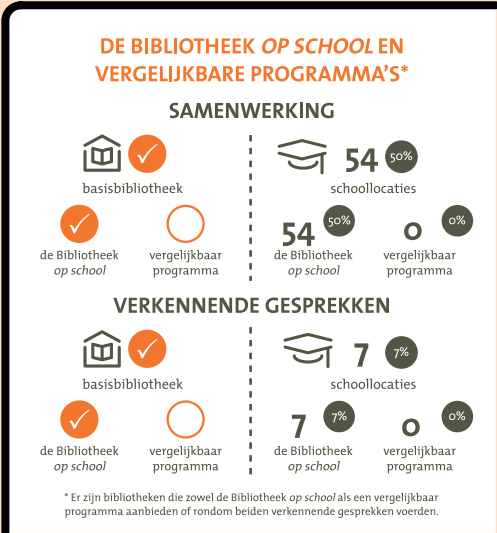 DE BIBLIOTHEEK OP SCHOOL EN
VERGELIJKBARE PROGRAMMA'S*
SAMENWERKING
basisbibliotheek
54 50%
schoollocaties
de Bibliotheek
op school
vergelijkbaar
programma
54 50%
de Bibliotheek
op school
0 0%
vergelijkbaar
programma
VERKENNENDE GESPREKKEN
basisbibliotheek
7 7%
schoollocaties
de Bibliotheek
op school
vergelijkbaar
programma
7 7%
de Bibliotheek
op school
0 0%
vergelijkbaar
programma
* Er zijn bibliotheken die zowel de Bibliotheek op school als een vergelijkbaar
programma aanbieden of rondom beiden verkennende gesprekken voerden.